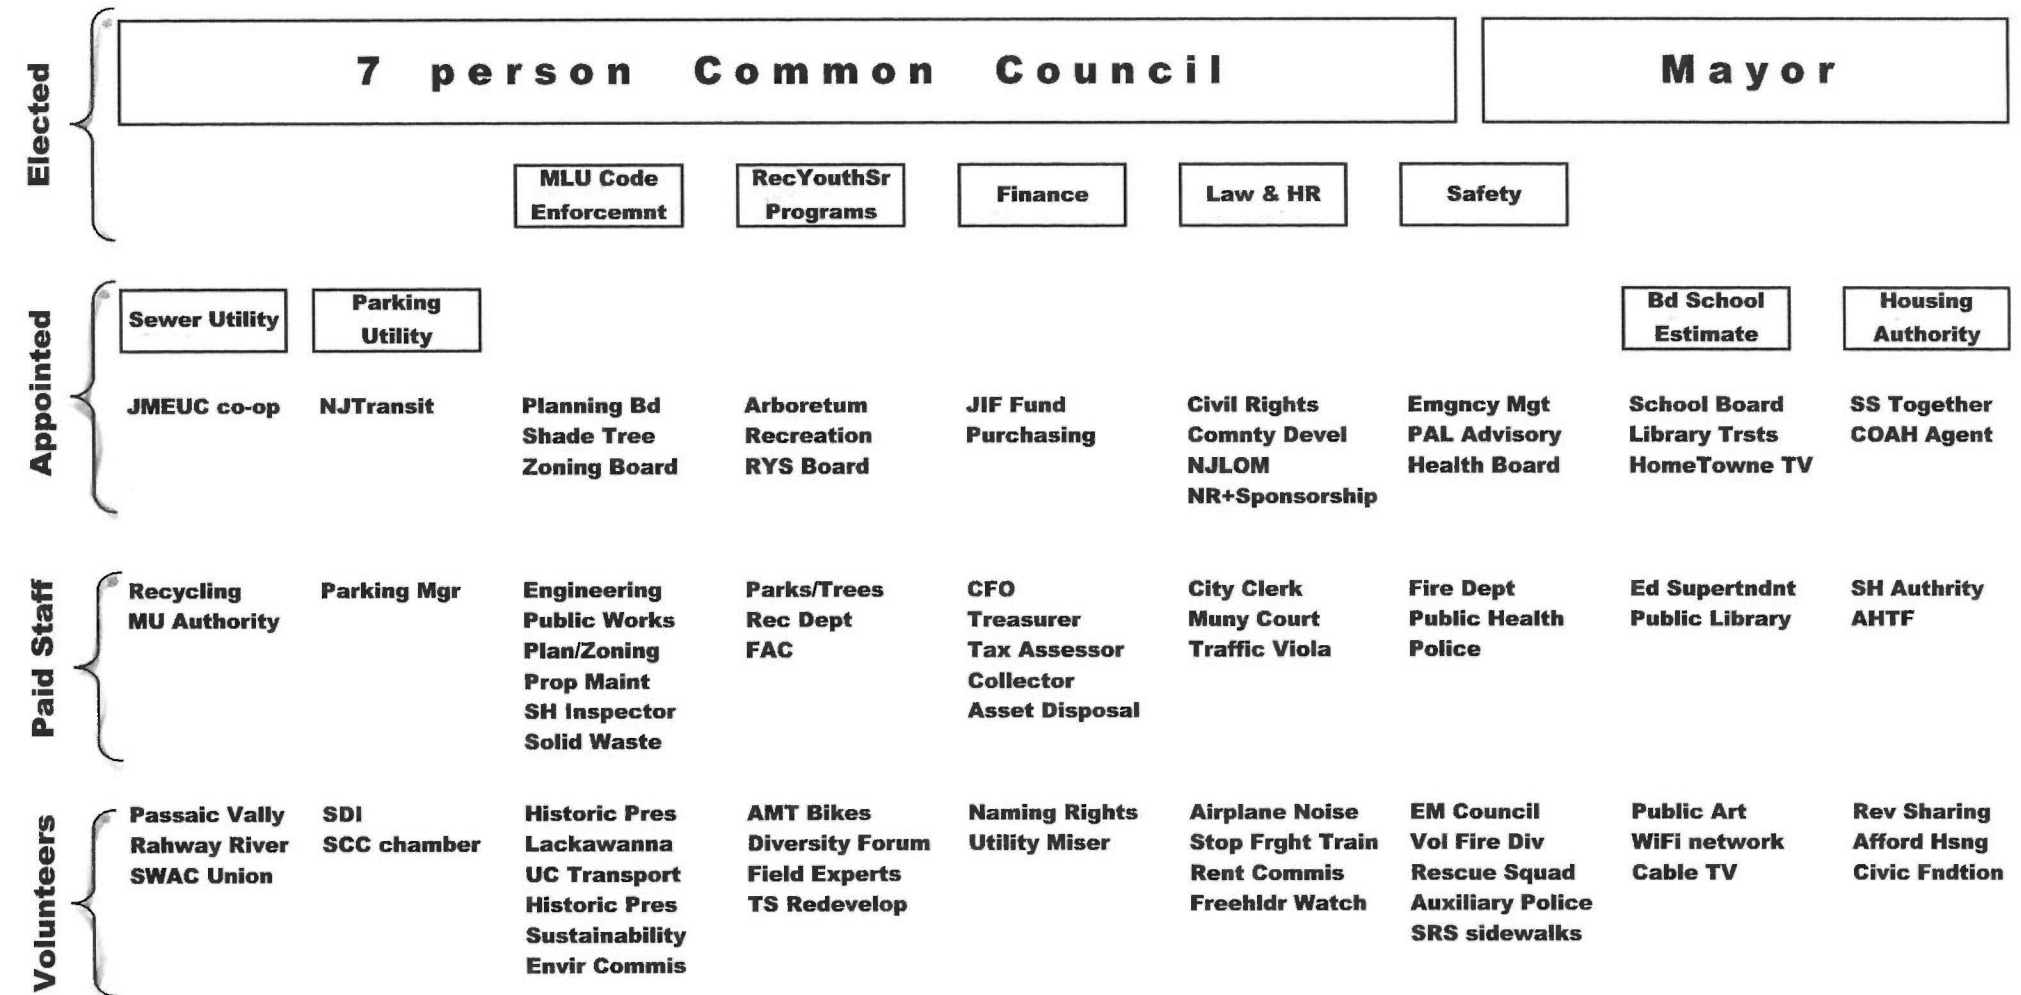 Elected
7 person Common Council
Mayor
MLU Code
Enforcemnt
RecYouthSr
Programs
Finance
Law & HR
Safety
Appointed
Sewer Utility
Parking
Utility
Bd School
Estimate
Housing
Authority
JMEUC co-op
NJTransit
Planning Bd
Shade Tree
Zoning Board
Arboretum
Recreation
RYS Board
JIF Fund
Purchasing
Civil Rights
Comnty Devel
NJLOM
NR+Sponsorship
Emgncy Mgt
PAL Advisory
Health Board
School Board
Library Trsts
HomeTowne TV
SS Together
COAH Agent
Paid Staff
Recycling
MU Authority
Parking Mgr
Engineering
Public Works
Plan/Zoning
Prop Maint
SH Inspector
Solid Waste
Parks/Trees
Rec Dept
FAC
CFO
Treasurer
Tax Assessor
Collector
Asset Disposal
City Clerk
Muny Court
Traffic Viola
Fire Dept
Public Health
Police
Ed Supertndnt
Public Library
SH Authrity
AHTF
Volunteers
Passaic Vally
Rahway River
SWAC Union
SDI
SCC chamber
Historic Pres
Lackawanna
UC Transport
Historic Pres
Sustainability
Envir Commis
AMT Bikes
Diversity Forum
Field Experts
TS Redevelop
Naming Rights
Utility Miser
Airplane Noise
Stop Frght Train
Rent Commis
Freehldr Watch
EM Council
Vol Fire Div
Rescue Squad
Auxiliary Police
SRS sidewalks
Public Art
WiFi network
Cable TV
Rev Sharing
Afford Hsng
Civic Fndtion